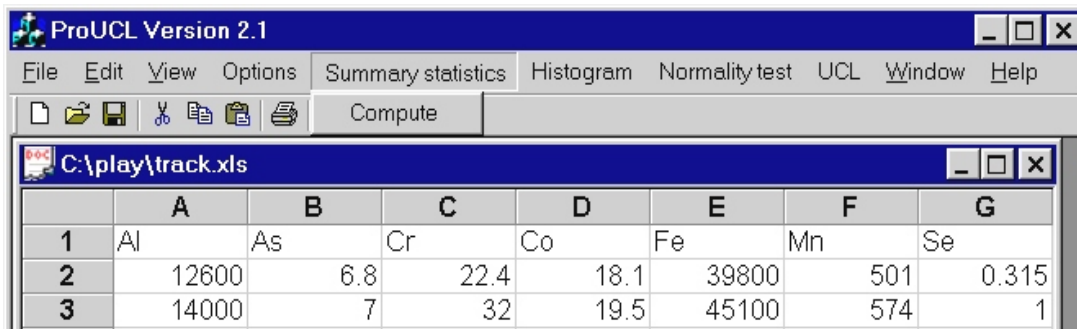 ProUCL Version 2.1
File Edit View Options Summary statistics Histogram Normality test UCL Window Help
Compute
DOC C:\play\track.xls
A B C D E F G
1 Al As Cr Co Fe Mn Se
2 12600 6.8 22.4 18.1 39800 501 0.315
3 14000 7 32 19.5 45100 574 1